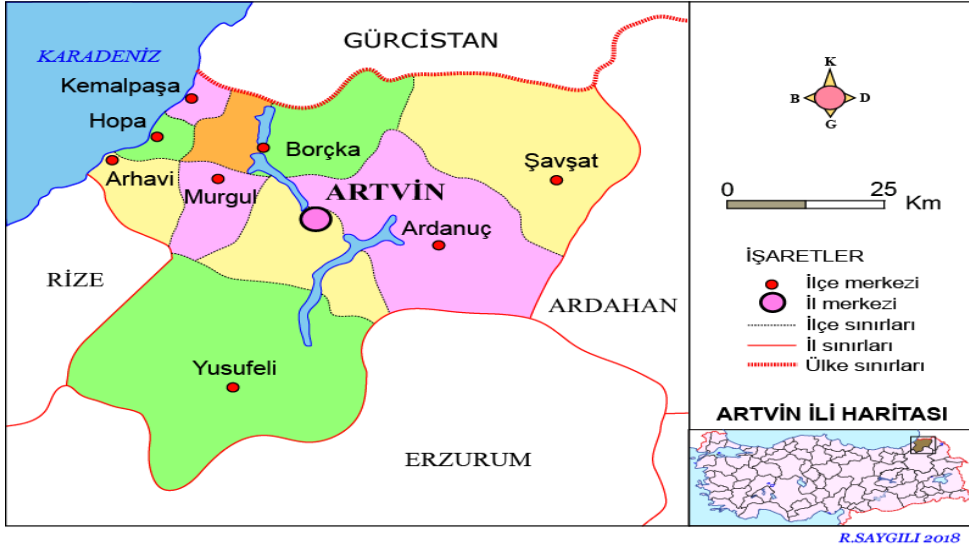 GÜRCİSTAN
KARADENİZ
Kemalpaşa
Hopa
Borçka
Arhavi
Murgul
Şavşat
ARTVİN
Ardanuç
RİZE
ARDAHAN
Yusufeli
ERZURUM
K
B D
G
0 25 Km
İŞARETLER
İlçe merkezi
İl merkezi
İlçe sınırları
İl sınırları
Ülke sınırları
ARTVİN İLİ HARİTASI
R.SAYGILI 2018